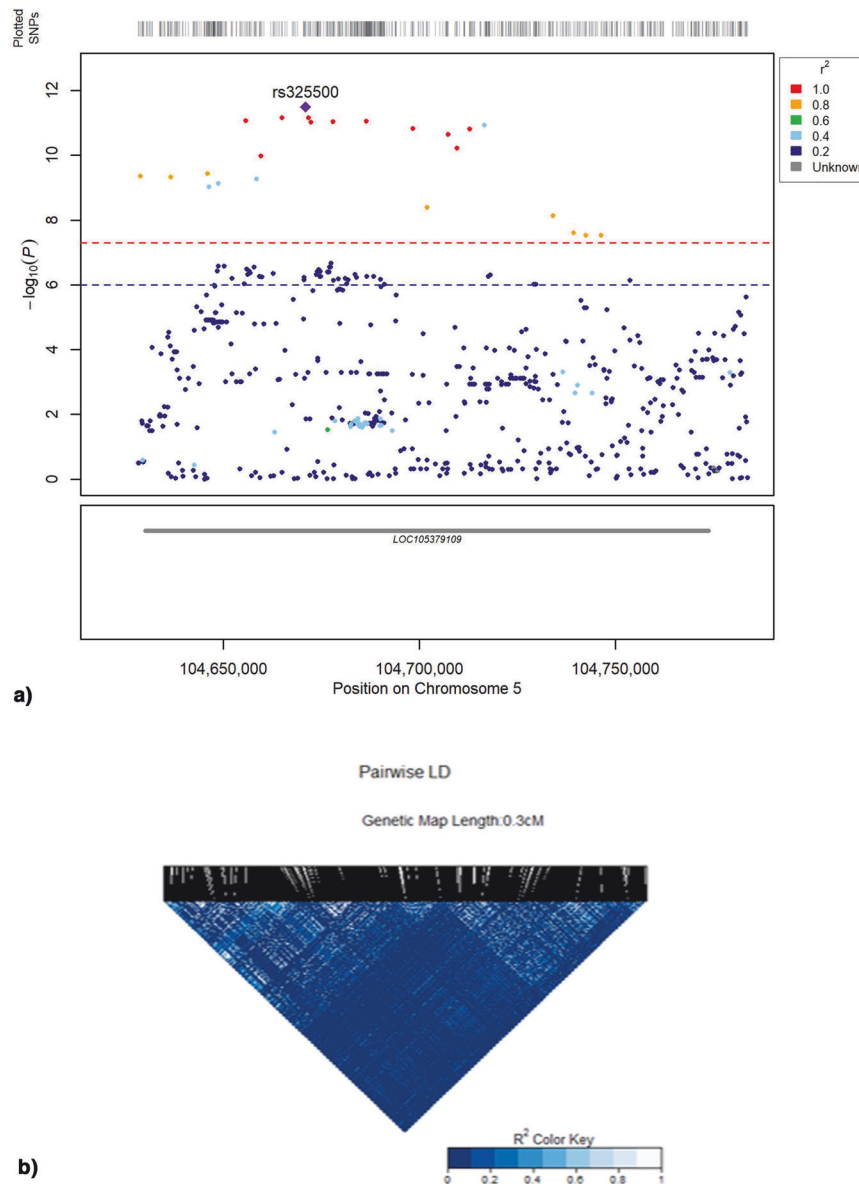 Plotted
SNPs
rs325500
12
10
8
6
4
2
0
−log10(P)
r2
1.0
0.8
0.6
0.4
0.2
Unknown
LOC105379109
104,650,000
104,700,000
104,750,000
Position on Chromosome 5
a)
Pairwise LD
Genetic Map Length:0.3cM
R2 Color Key
0
0.2
0.4
0.6
0.8
1
b)